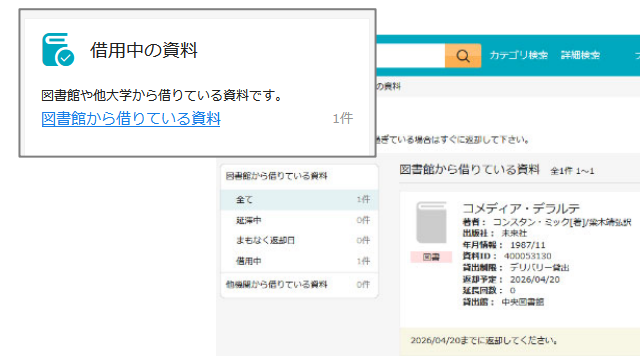 借用中の資料
図書館や他大学から借りている資料です。
図書館から借りている資料 1件
カテゴリ検索 詳細検索
の資料
ぎている場合はすぐに返却して下さい。
図書館から借りている資料
全て 1件
延滞中 0件
まもなく返却日 0件
借用中 1件
他機関から借りている資料 0件
図書館から借りている資料 全1件 1～1
コメディア・デラルテ
図書
著者： コンスタン・ミック[著]/梁木靖弘訳
出版社： 未来社
年月情報： 1987/11
資料ID： 400053130
貸出制限： デリバリー貸出
返却予定： 2026/04/20
延長回数： 0
貸出館： 中央図書館
2026/04/20までに返却してください。